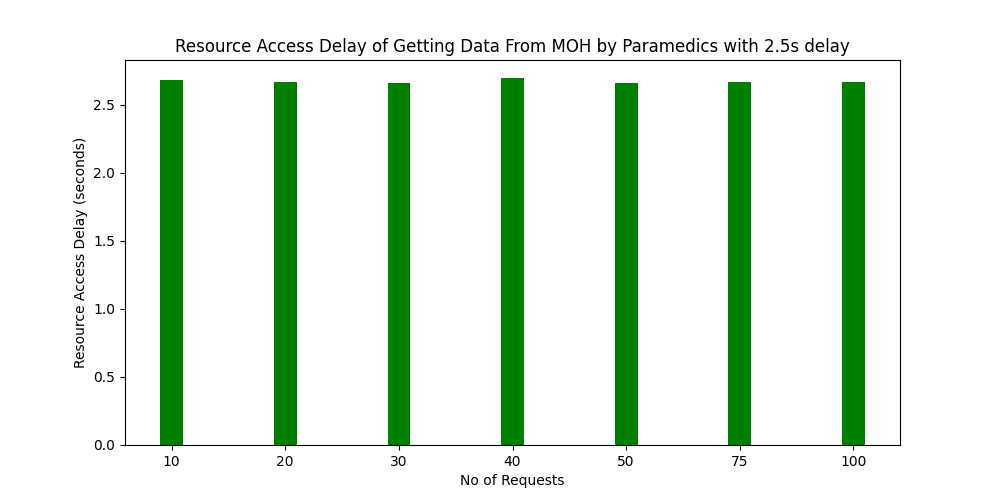 Resource Access Delay of Getting Data From MOH by Paramedics with 2.5s delay
Resource Access Delay (seconds)
2.5
2.0
1.5
1.0
0.5
0.0
10 20 30 40 50 75 100
No of Requests